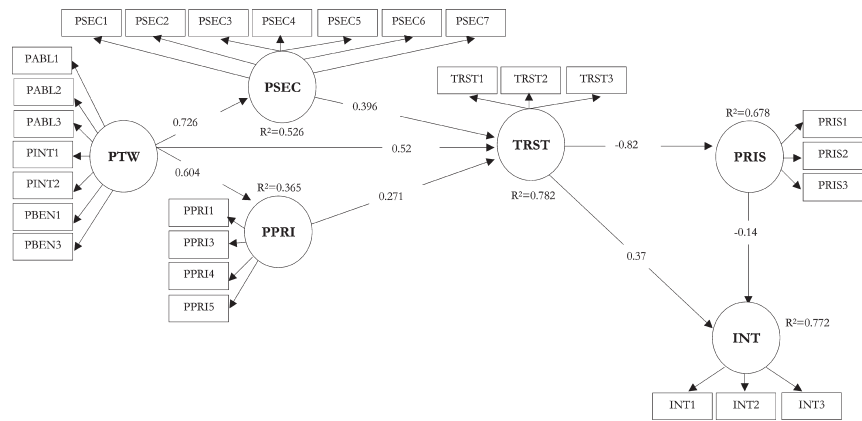 PSEC1 PSEC2 PSEC3 PSEC4 PSEC5 PSEC6 PSEC7
PABL1
PABL2
PABL3
PINT1
PINT2
PBEN1
PBEN3
PTW
0.726
0.604
PSEC
R²=0.526
0.396
0.52
R²=0.365
PPRI
0.271
PPRI1
PPRI3
PPRI4
PPRI5
TRST1 TRST2 TRST3
TRST
R²=0.782
-0.82
R²=0.678
PRIS
PRIS1
PRIS2
PRIS3
-0.14
0.37
INT
R²=0.772
INT1 INT2 INT3